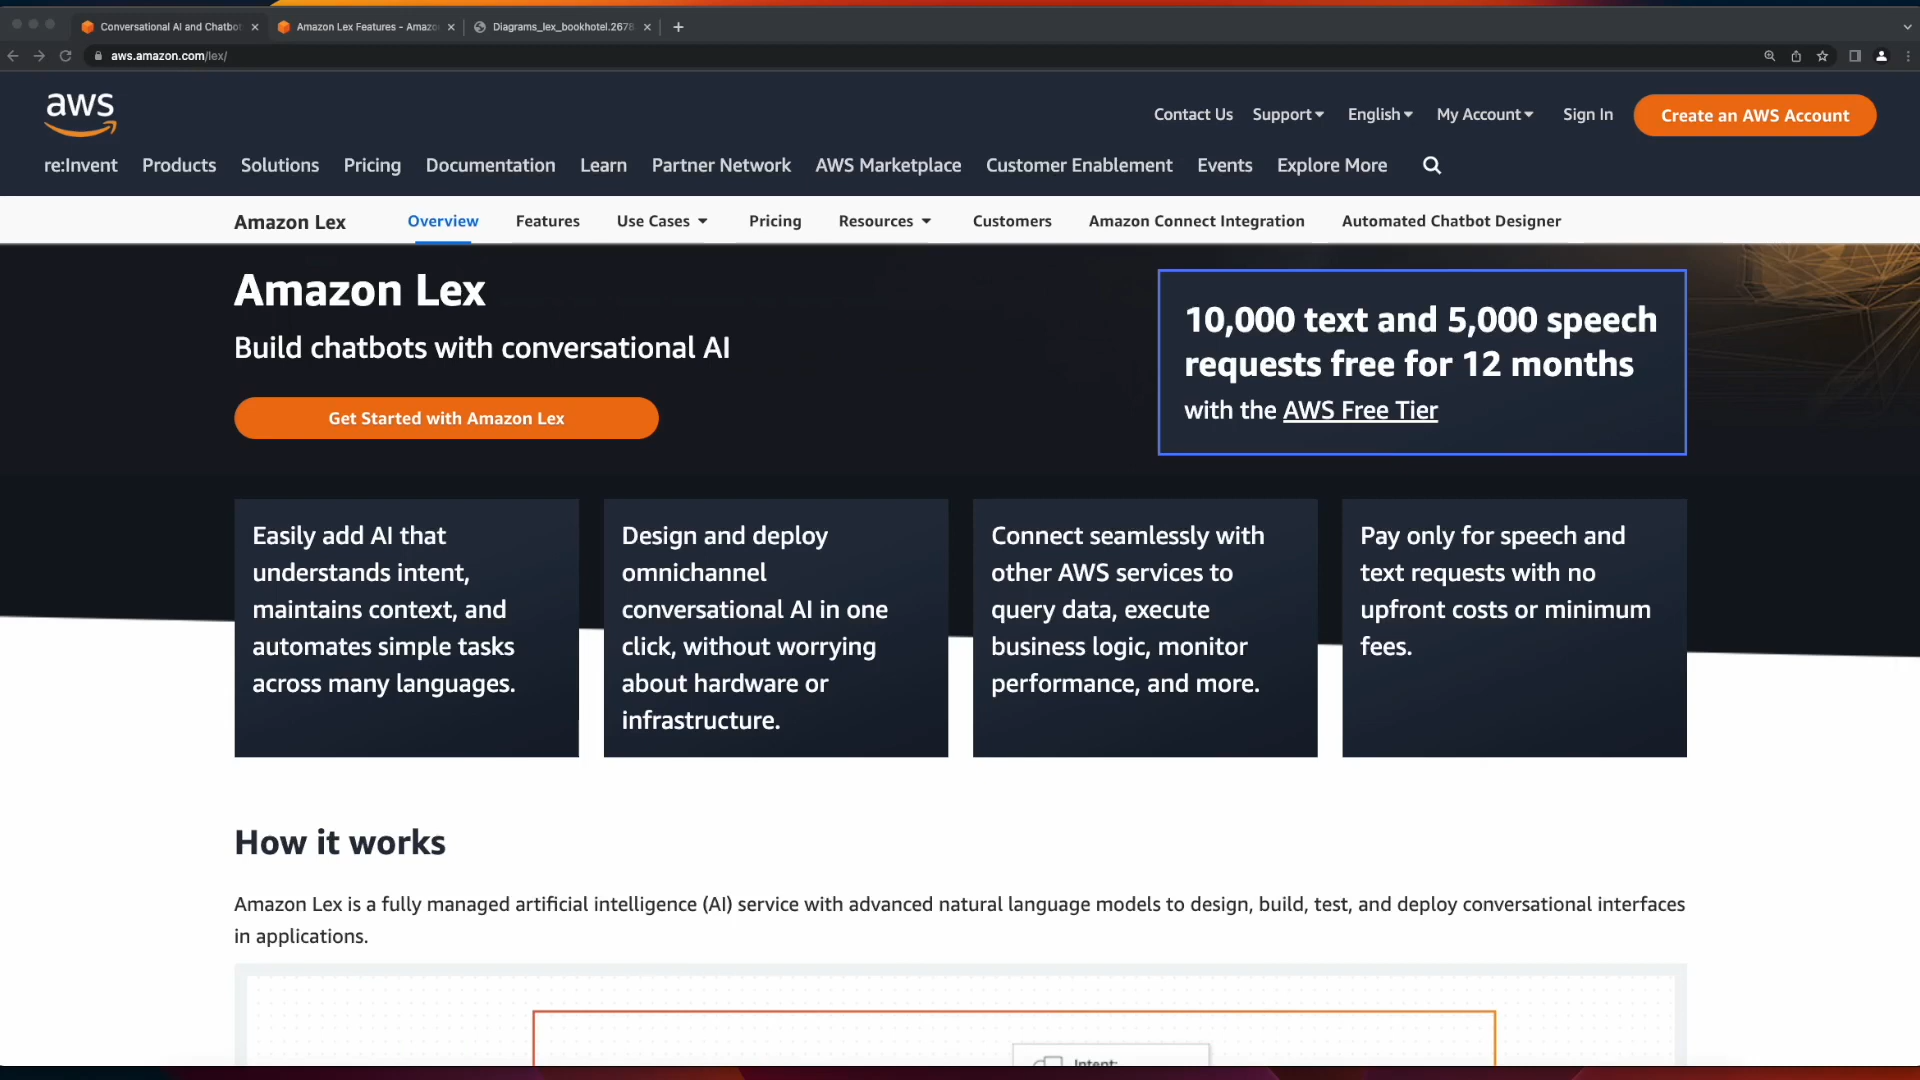 Conversational AI and Chatbot
Amazon Lex Features - Amazo
Diagrams_lex_bookhotel.2678
aws.amazon.com/lex/
aws
Contact Us Support English My Account Sign In Create an AWS Account
re:Invent Products Solutions Pricing Documentation Learn Partner Network AWS Marketplace Customer Enablement Events Explore More
Amazon Lex Overview Features Use Cases Pricing Resources Customers Amazon Connect Integration Automated Chatbot Designer
Amazon Lex
Build chatbots with conversational AI
Get Started with Amazon Lex
10,000 text and 5,000 speech
requests free for 12 months
with the AWS Free Tier
Easily add AI that
understands intent,
maintains context, and
automates simple tasks
across many languages.
Design and deploy
omnichannel
conversational AI in one
click, without worrying
about hardware or
infrastructure.
Connect seamlessly with
other AWS services to
query data, execute
business logic, monitor
performance, and more.
Pay only for speech and
text requests with no
upfront costs or minimum
fees.
How it works
Amazon Lex is a fully managed artificial intelligence (AI) service with advanced natural language models to design, build, test, and deploy conversational interfaces
in applications.
Intent: